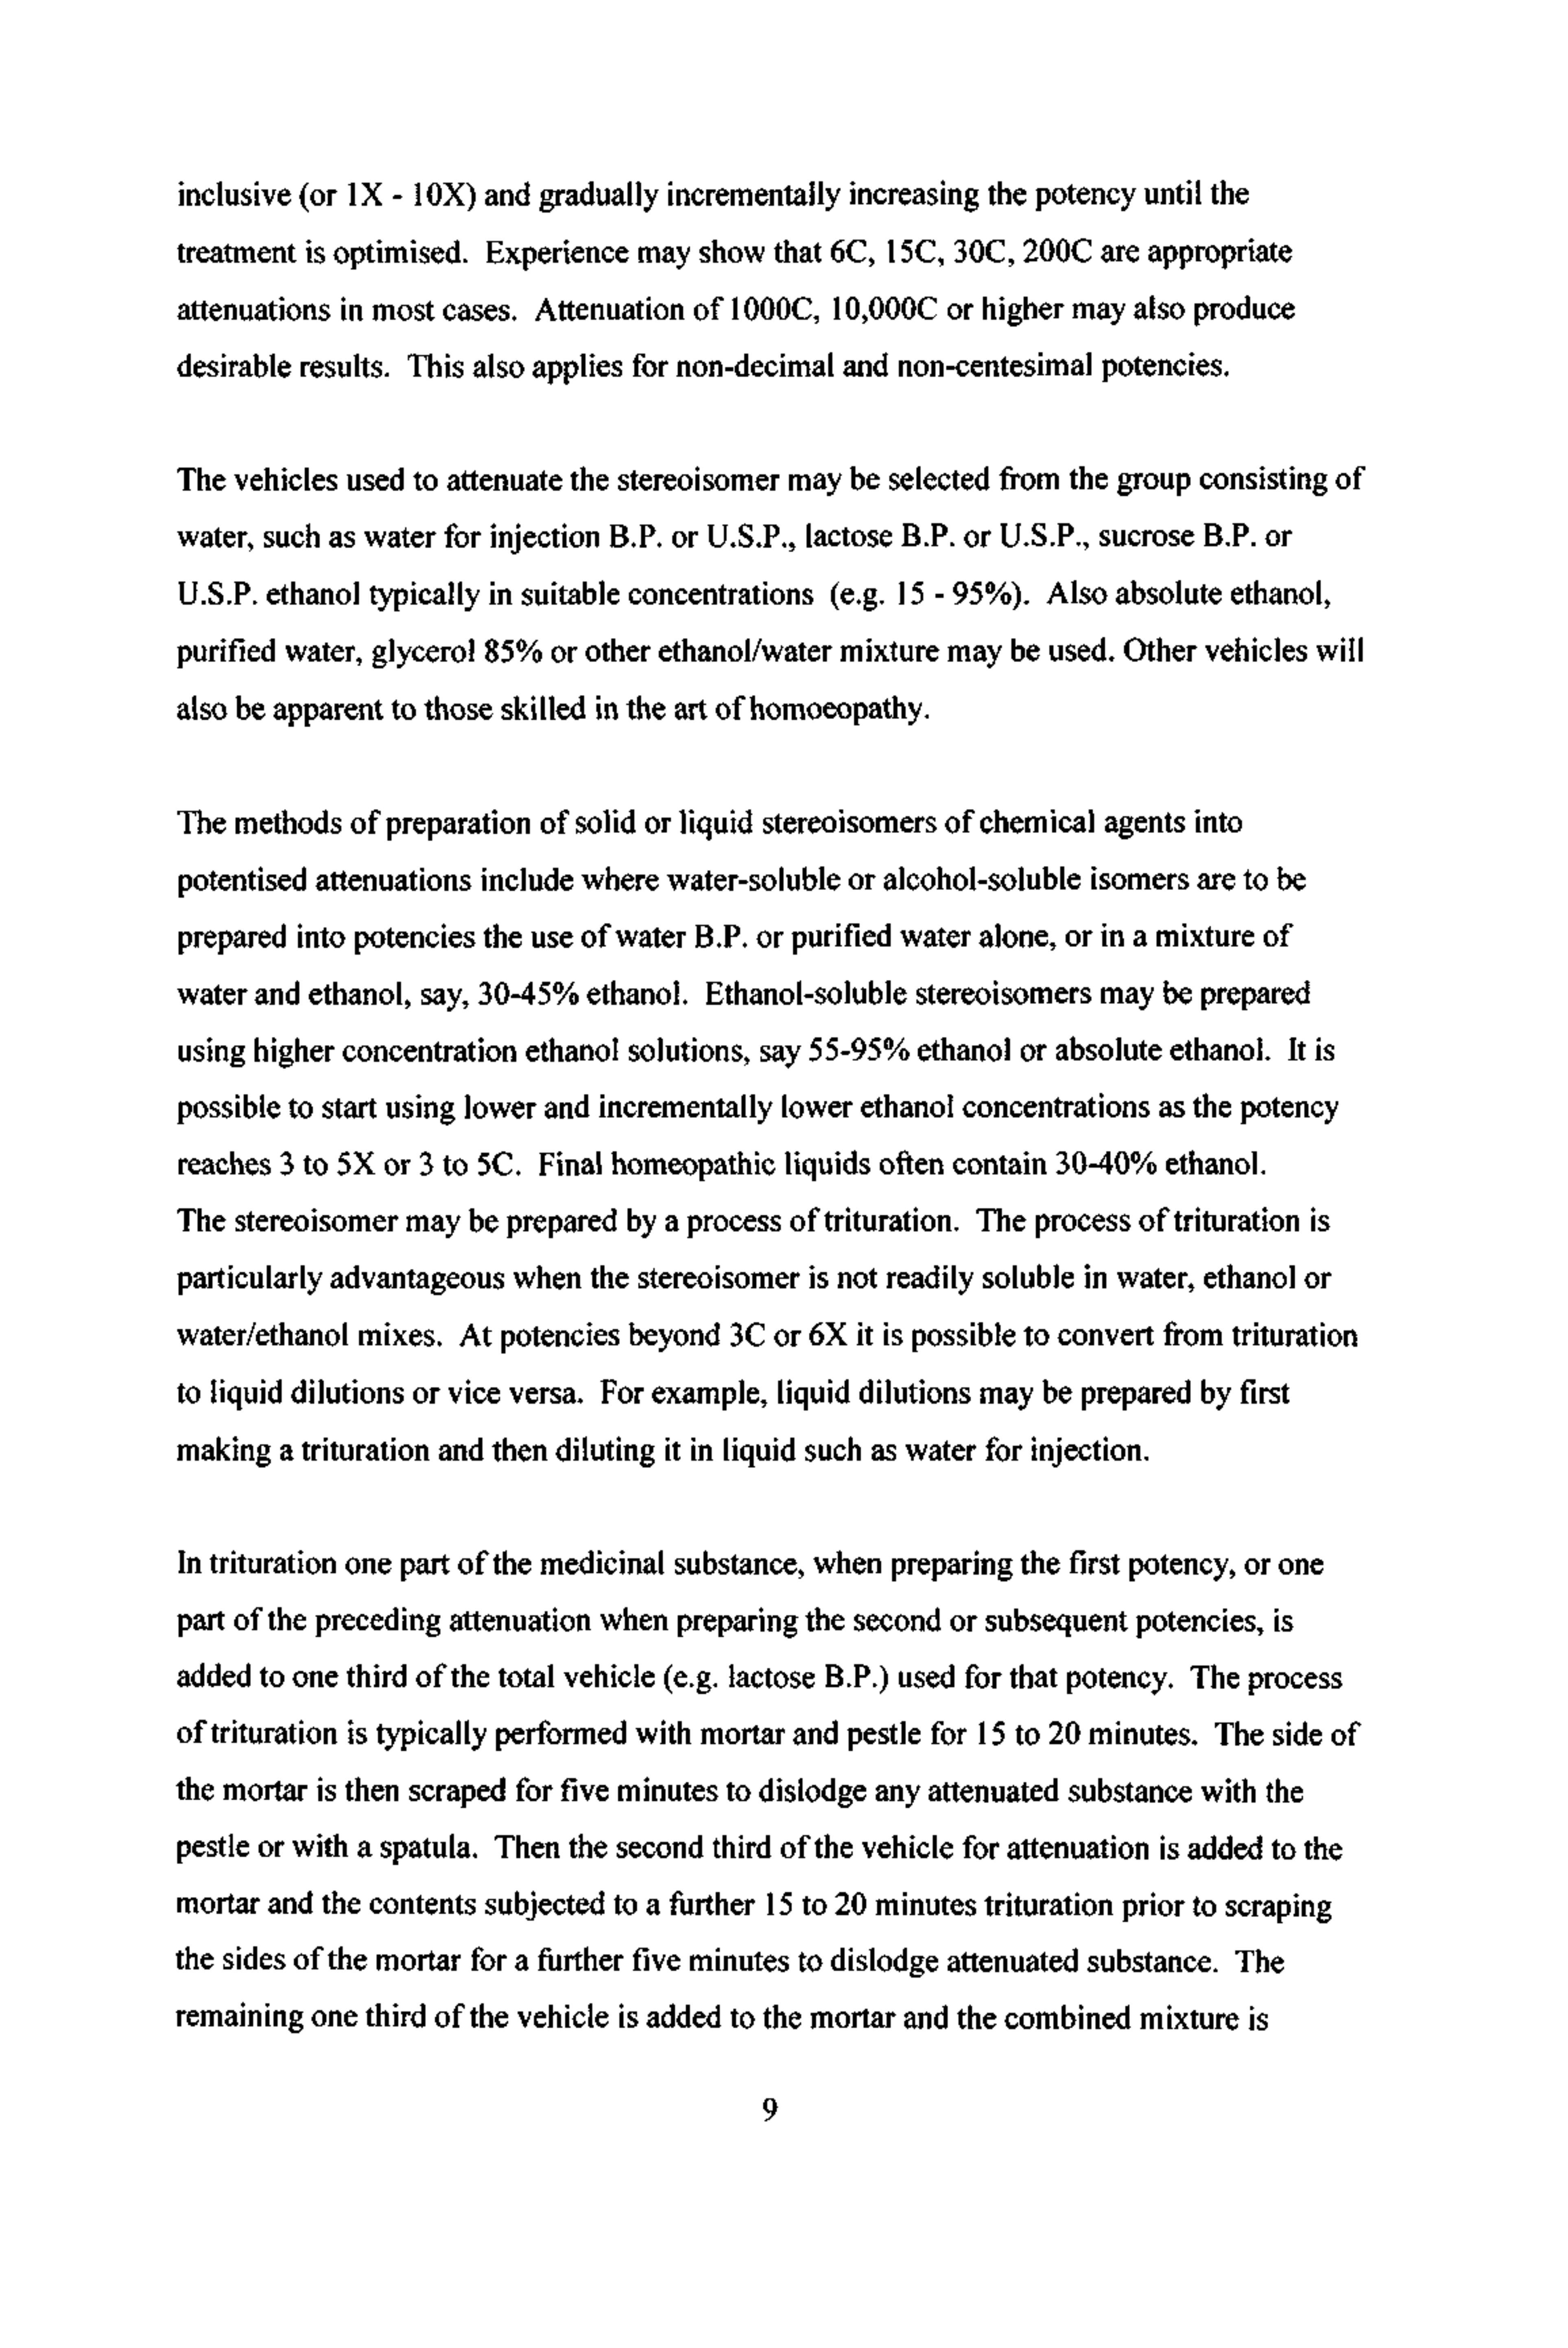 inclusive (or 1X - 10X) and gradually incrementally increasing the potency until the
treatment is optimised. Experience may show that 6C, 15C, 30C, 200C are appropriate
attenuations in most cases. Attenuation of 1000C, 10,000C or higher may also produce
desirable results. This also applies for non-decimal and non-centesimal potencies.
The vehicles used to attenuate the stereoisomer may be selected from the group consisting of
water, such as water for injection B.P. or U.S.P., lactose B.P. or U.S.P., sucrose B.P. or
U.S.P. ethanol typically in suitable concentrations (e.g. 15 - 95%). Also absolute ethanol,
purified water, glycerol 85% or other ethanol/water mixture may be used. Other vehicles will
also be apparent to those skilled in the art of homoeopathy.
The methods of preparation of solid or liquid stereoisomers of chemical agents into
potentised attenuations include where water-soluble or alcohol-soluble isomers are to be
prepared into potencies the use of water B.P. or purified water alone, or in a mixture of
water and ethanol, say, 30-45% ethanol. Ethanol-soluble stereoisomers may be prepared
using higher concentration ethanol solutions, say 55-95% ethanol or absolute ethanol. It is
possible to start using lower and incrementally lower ethanol concentrations as the potency
reaches 3 to 5X or 3 to 5C. Final homeopathic liquids often contain 30-40% ethanol.
The stereoisomer may be prepared by a process of trituration. The process of trituration is
particularly advantageous when the stereoisomer is not readily soluble in water, ethanol or
water/ethanol mixes. At potencies beyond 3C or 6X it is possible to convert from trituration
to liquid dilutions or vice versa. For example, liquid dilutions may be prepared by first
making a trituration and then diluting it in liquid such as water for injection.
In trituration one part of the medicinal substance, when preparing the first potency, or one
part of the preceding attenuation when preparing the second or subsequent potencies, is
added to one third of the total vehicle (e.g. lactose B.P.) used for that potency. The process
of trituration is typically performed with mortar and pestle for 15 to 20 minutes. The side of
the mortar is then scraped for five minutes to dislodge any attenuated substance with the
pestle or with a spatula. Then the second third of the vehicle for attenuation is added to the
mortar and the contents subjected to a further 15 to 20 minutes trituration prior to scraping
the sides of the mortar for a further five minutes to dislodge attenuated substance. The
remaining one third of the vehicle is added to the mortar and the combined mixture is
9